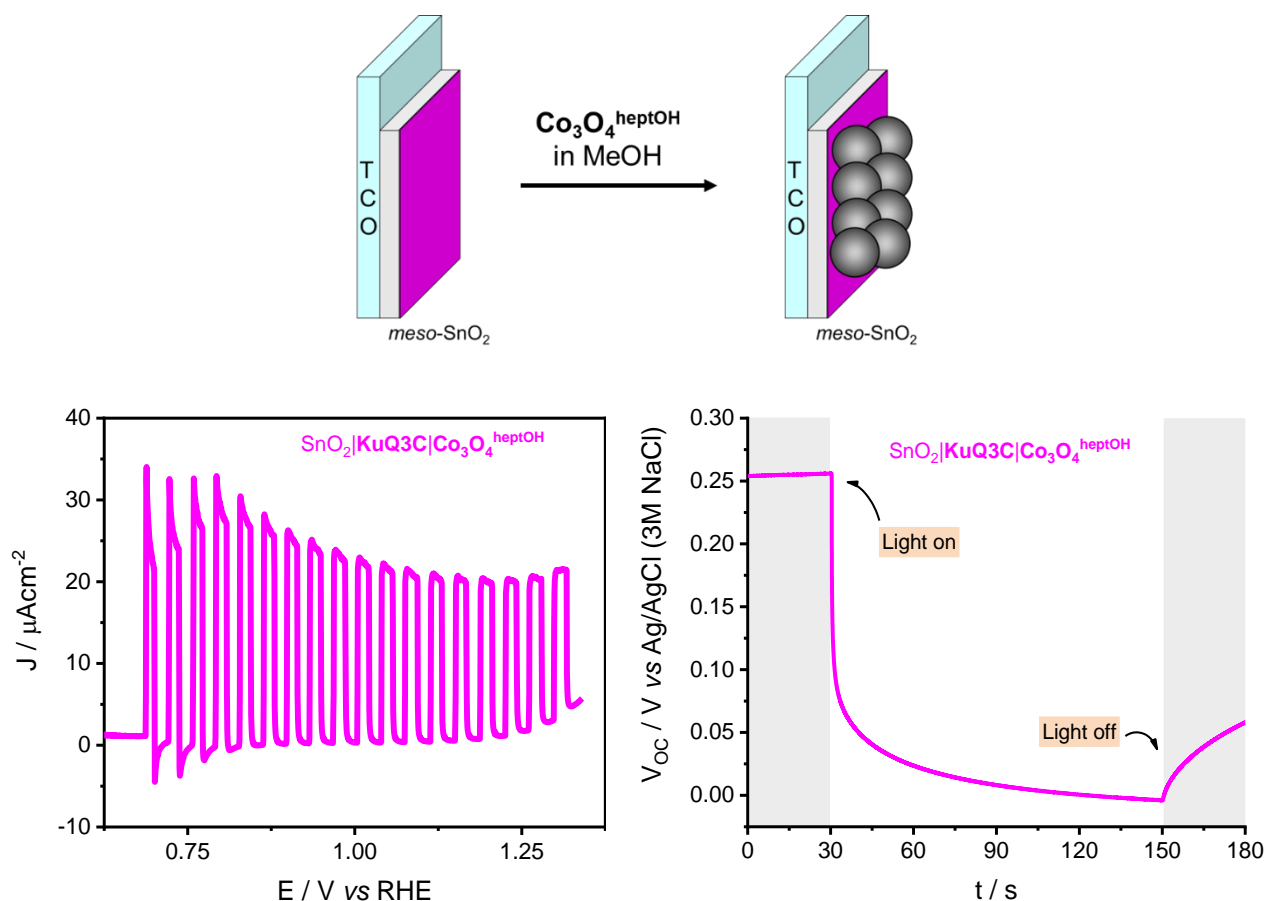 Co₃O₄ʰᵉᵖᵗᴼᴴ
in MeOH
T
C
O
meso-SnO₂
T
C
O
meso-SnO₂
SnO₂|KuQ3C|Co₃O₄ʰᵉᵖᵗᴼᴴ
40
30
20
10
0
-10
J / μAcm⁻²
0.75
1.00
1.25
E / V vs RHE
SnO₂|KuQ3C|Co₃O₄ʰᵉᵖᵗᴼᴴ
Light on
Light off
0.30
0.25
0.20
0.15
0.10
0.05
0.00
V_OC / V vs Ag/AgCl (3M NaCl)
0
30
60
90
120
150
180
t / s